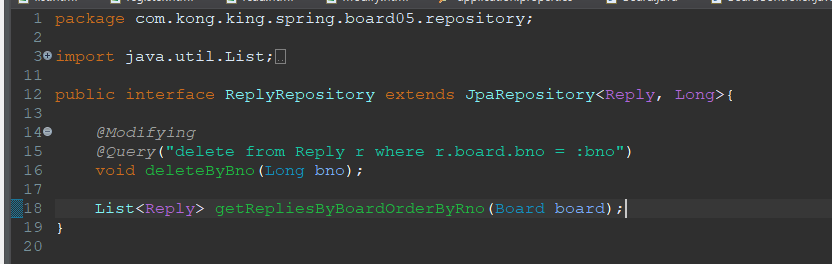 1 package com.kong.king.spring.board05.repository;
2
3 import java.util.List;
11
12 public interface ReplyRepository extends JpaRepository<Reply, Long>{
13
14 @Modifying
15 @Query("delete from Reply r where r.board.bno = :bno")
16 void deleteByBno(Long bno);
17
18 List<Reply> getRepliesByBoardOrderByRno(Board board);
19 }
20